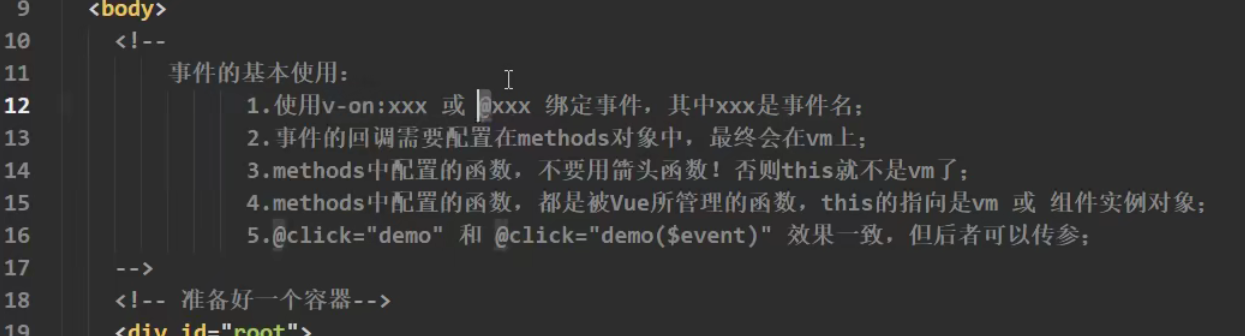 9 <body>
10 <!--
11 事件的基本使用：
12 1.使用v-on:xxx 或 @xxx 绑定事件，其中xxx是事件名；
13 2.事件的回调需要配置在methods对象中，最终会在vm上；
14 3.methods中配置的函数，不要用箭头函数！否则this就不是vm了；
15 4.methods中配置的函数，都是被Vue所管理的函数，this的指向是vm 或 组件实例对象；
16 5.@click="demo" 和 @click="demo($event)" 效果一致，但后者可以传参；
17 -->
18 <!-- 准备好一个容器-->
19 <div id="root">